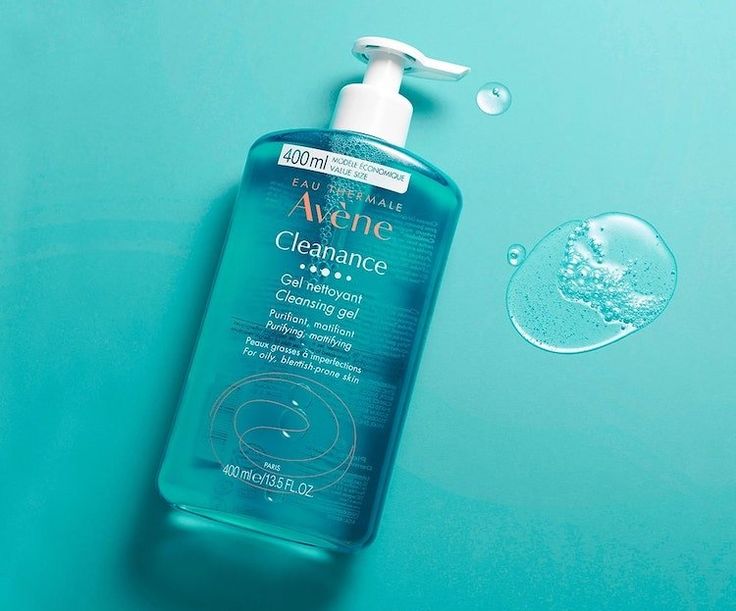 400ml MODÈLE ÉCONOMIQUE
VALUE SIZE
EAU THERMALE
Avène
Cleanance
Gel nettoyant
Cleansing gel
Purifiant, matifiant
Purifying, mattifying
Peaux grasses à imperfections
For oily, blemish-prone skin
PARIS
400 ml e/13.5 FL.OZ.